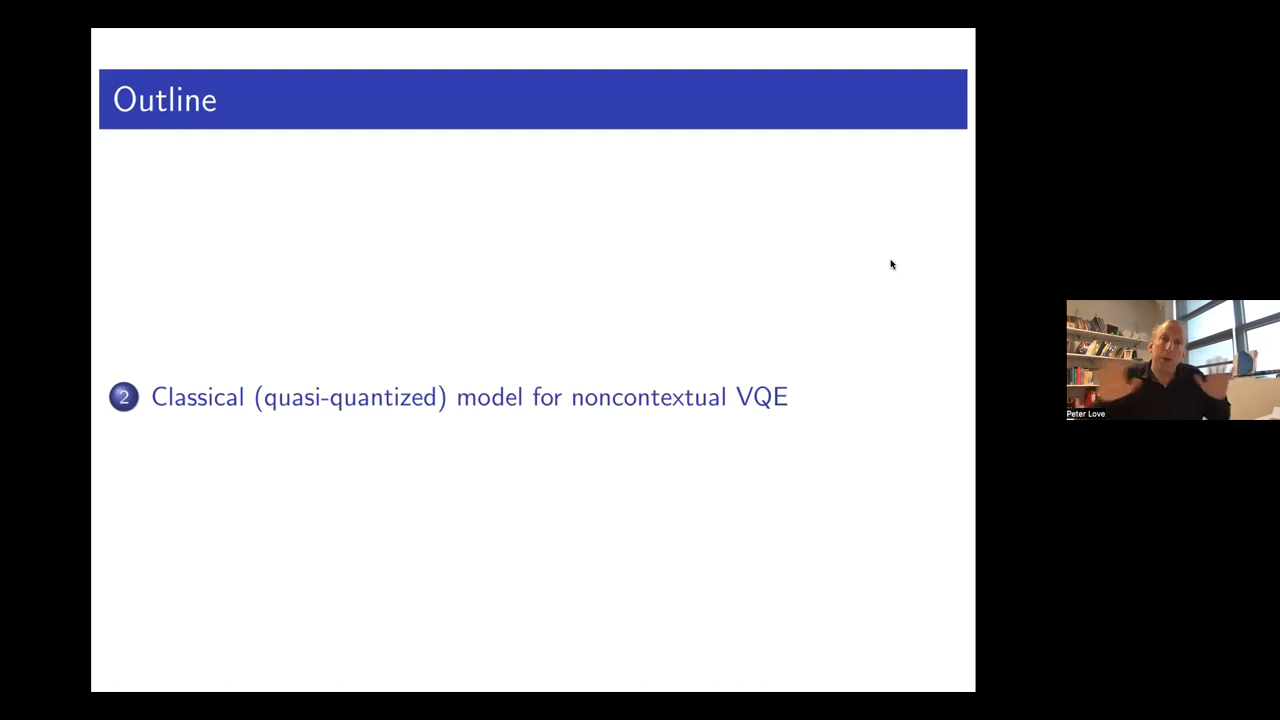 Outline
2 Classical (quasi-quantized) model for noncontextual VQE
Peter Love